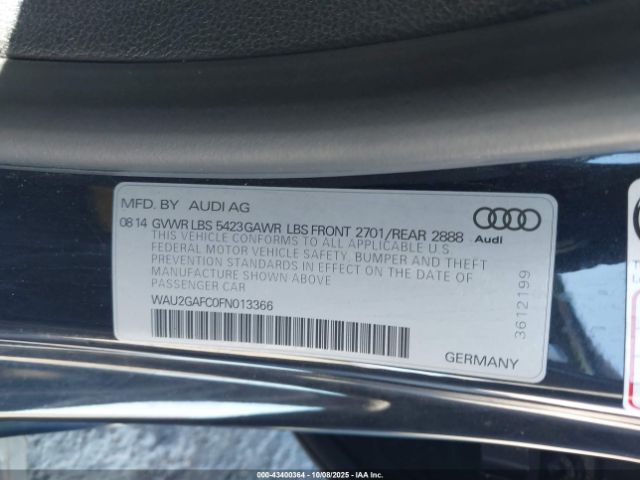 MFD. BY AUDI AG
08 14 GVWR LBS 5423 GAWR LBS FRONT 2701/REAR 2888
THIS VEHICLE CONFORMS TO ALL APPLICABLE U.S.
FEDERAL MOTOR VEHICLE SAFETY, BUMPER AND THEFT
PREVENTION STANDARDS IN EFFECT ON THE DATE OF
MANUFACTURE SHOWN ABOVE
PASSENGER CAR
WAU2GAFC0FN013366
Audi
3612199
GERMANY
000-43400364 - 10/08/2025 - IAAI.COM